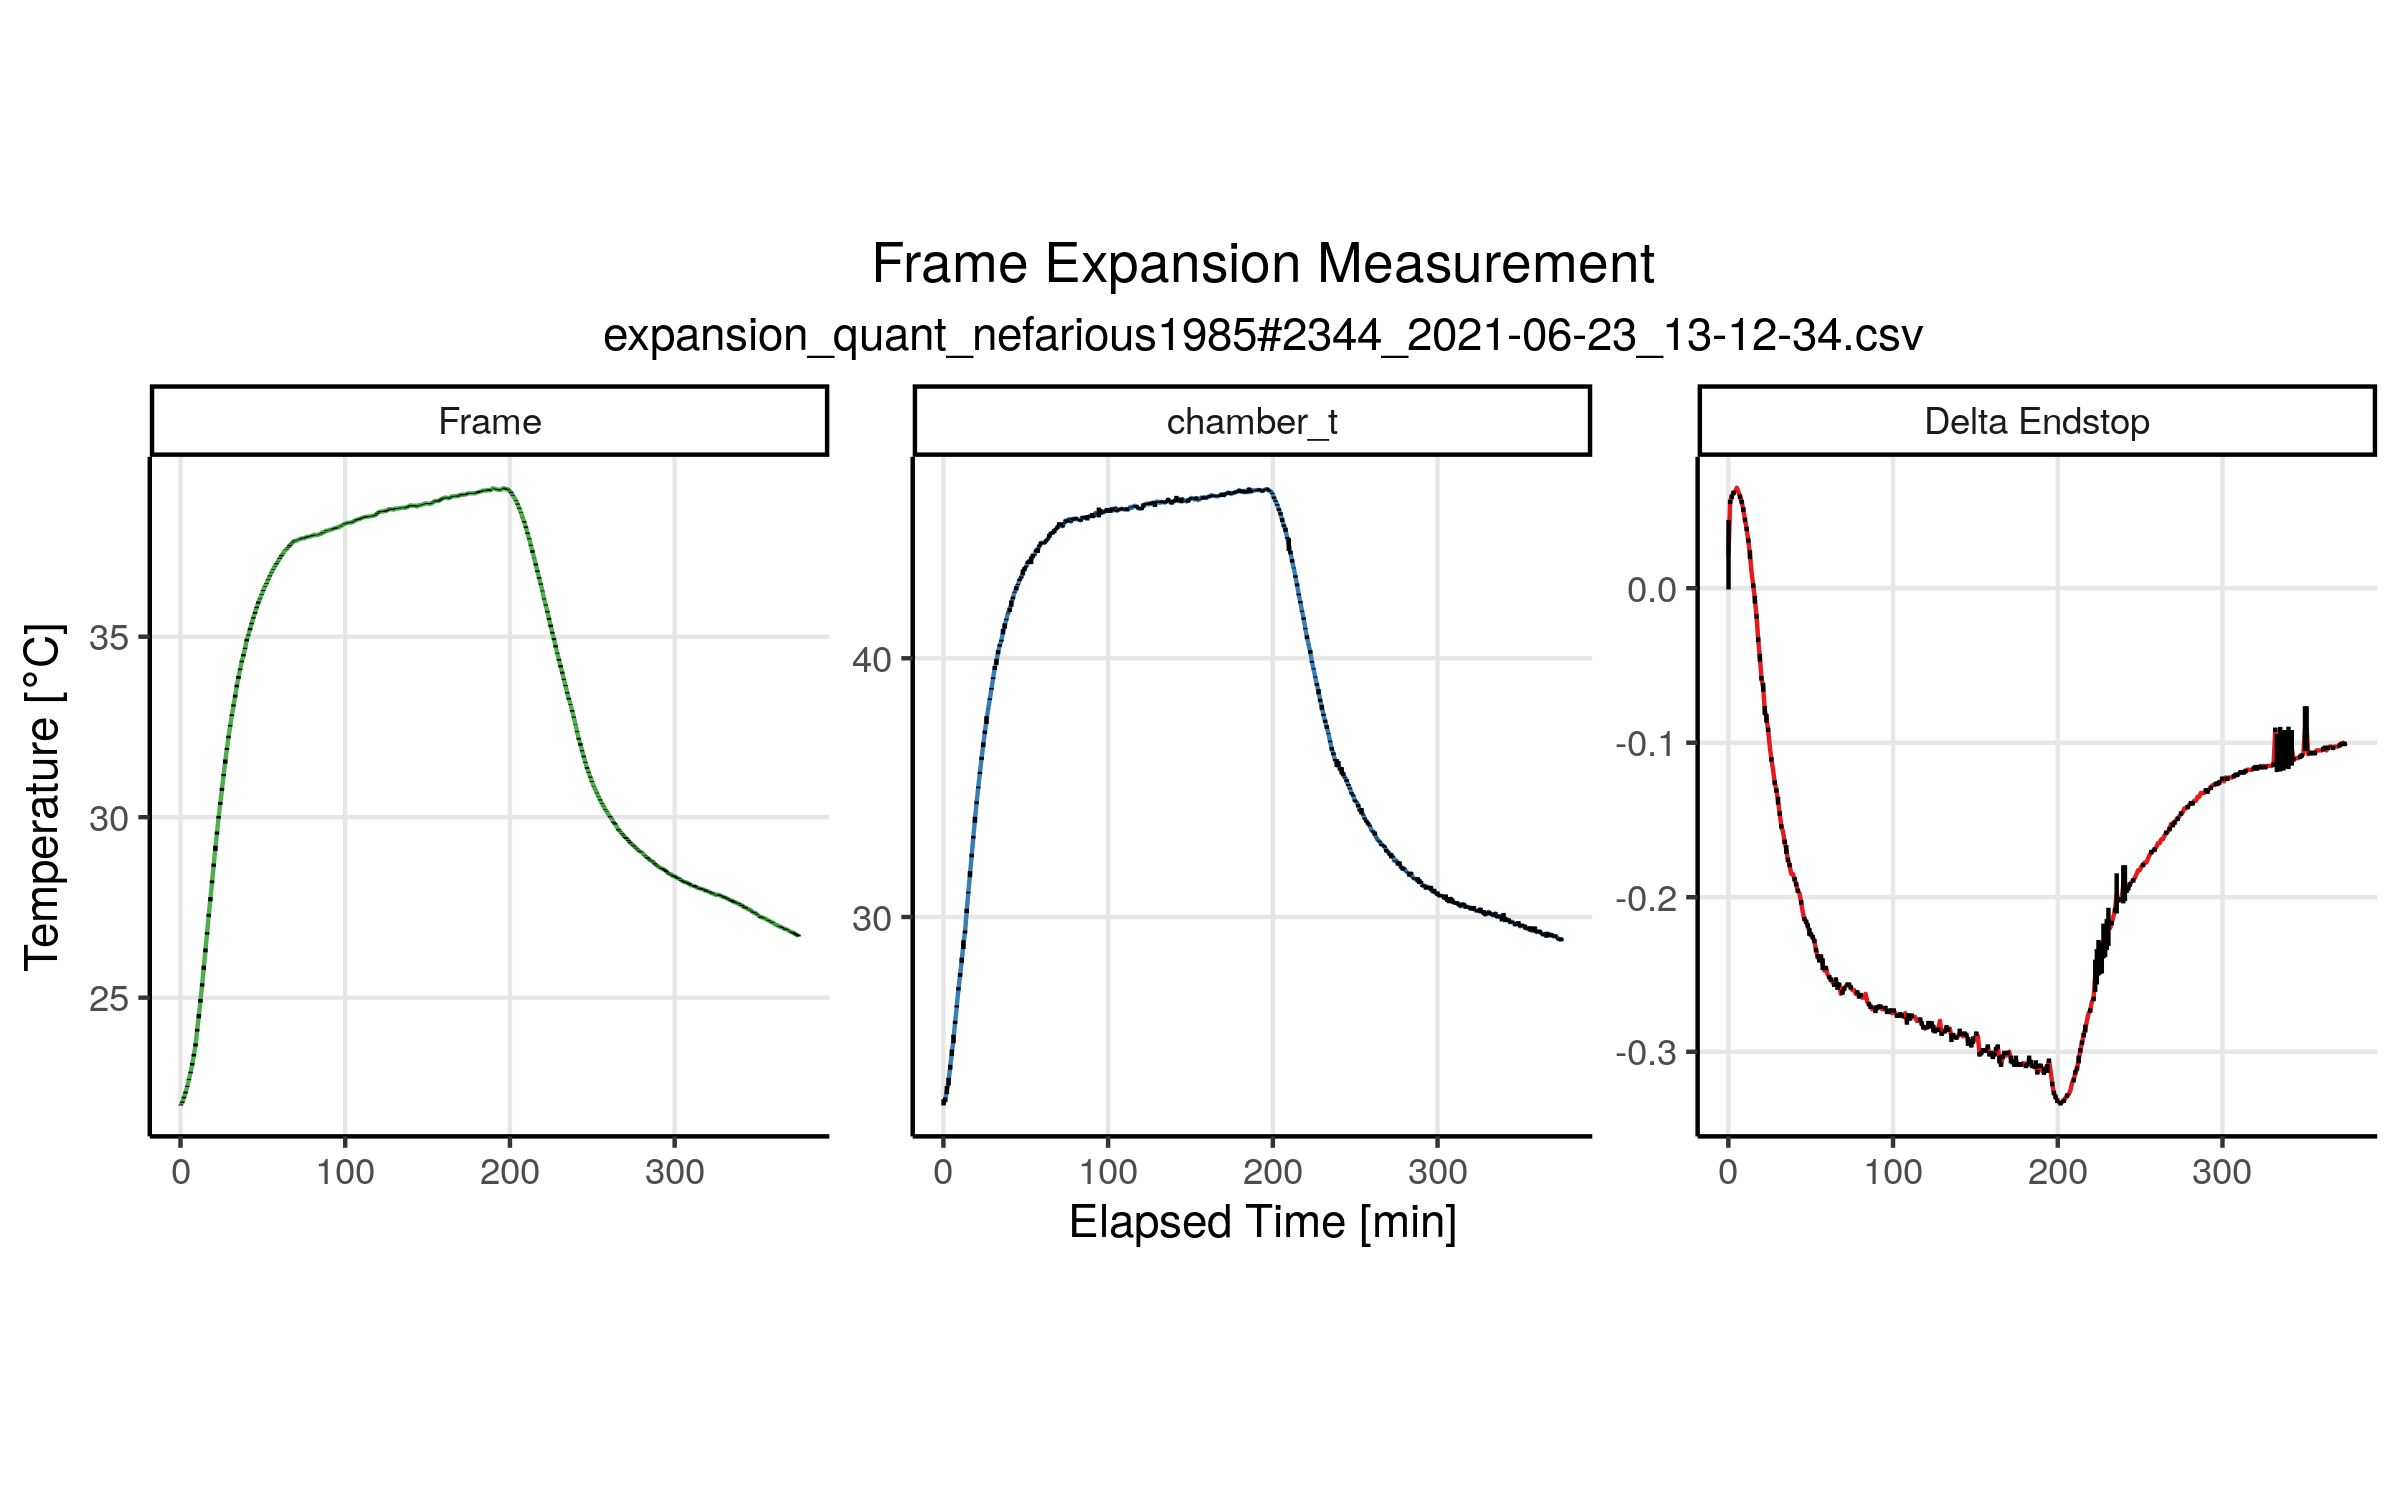 Frame Expansion Measurement
expansion_quant_nefarious1985#2344_2021-06-23_13-12-34.csv
Frame
chamber_t
Delta Endstop
Temperature [°C]
35
30
25
40
30
0.0
-0.1
-0.2
-0.3
0 100 200 300
0 100 200 300
0 100 200 300
Elapsed Time [min]